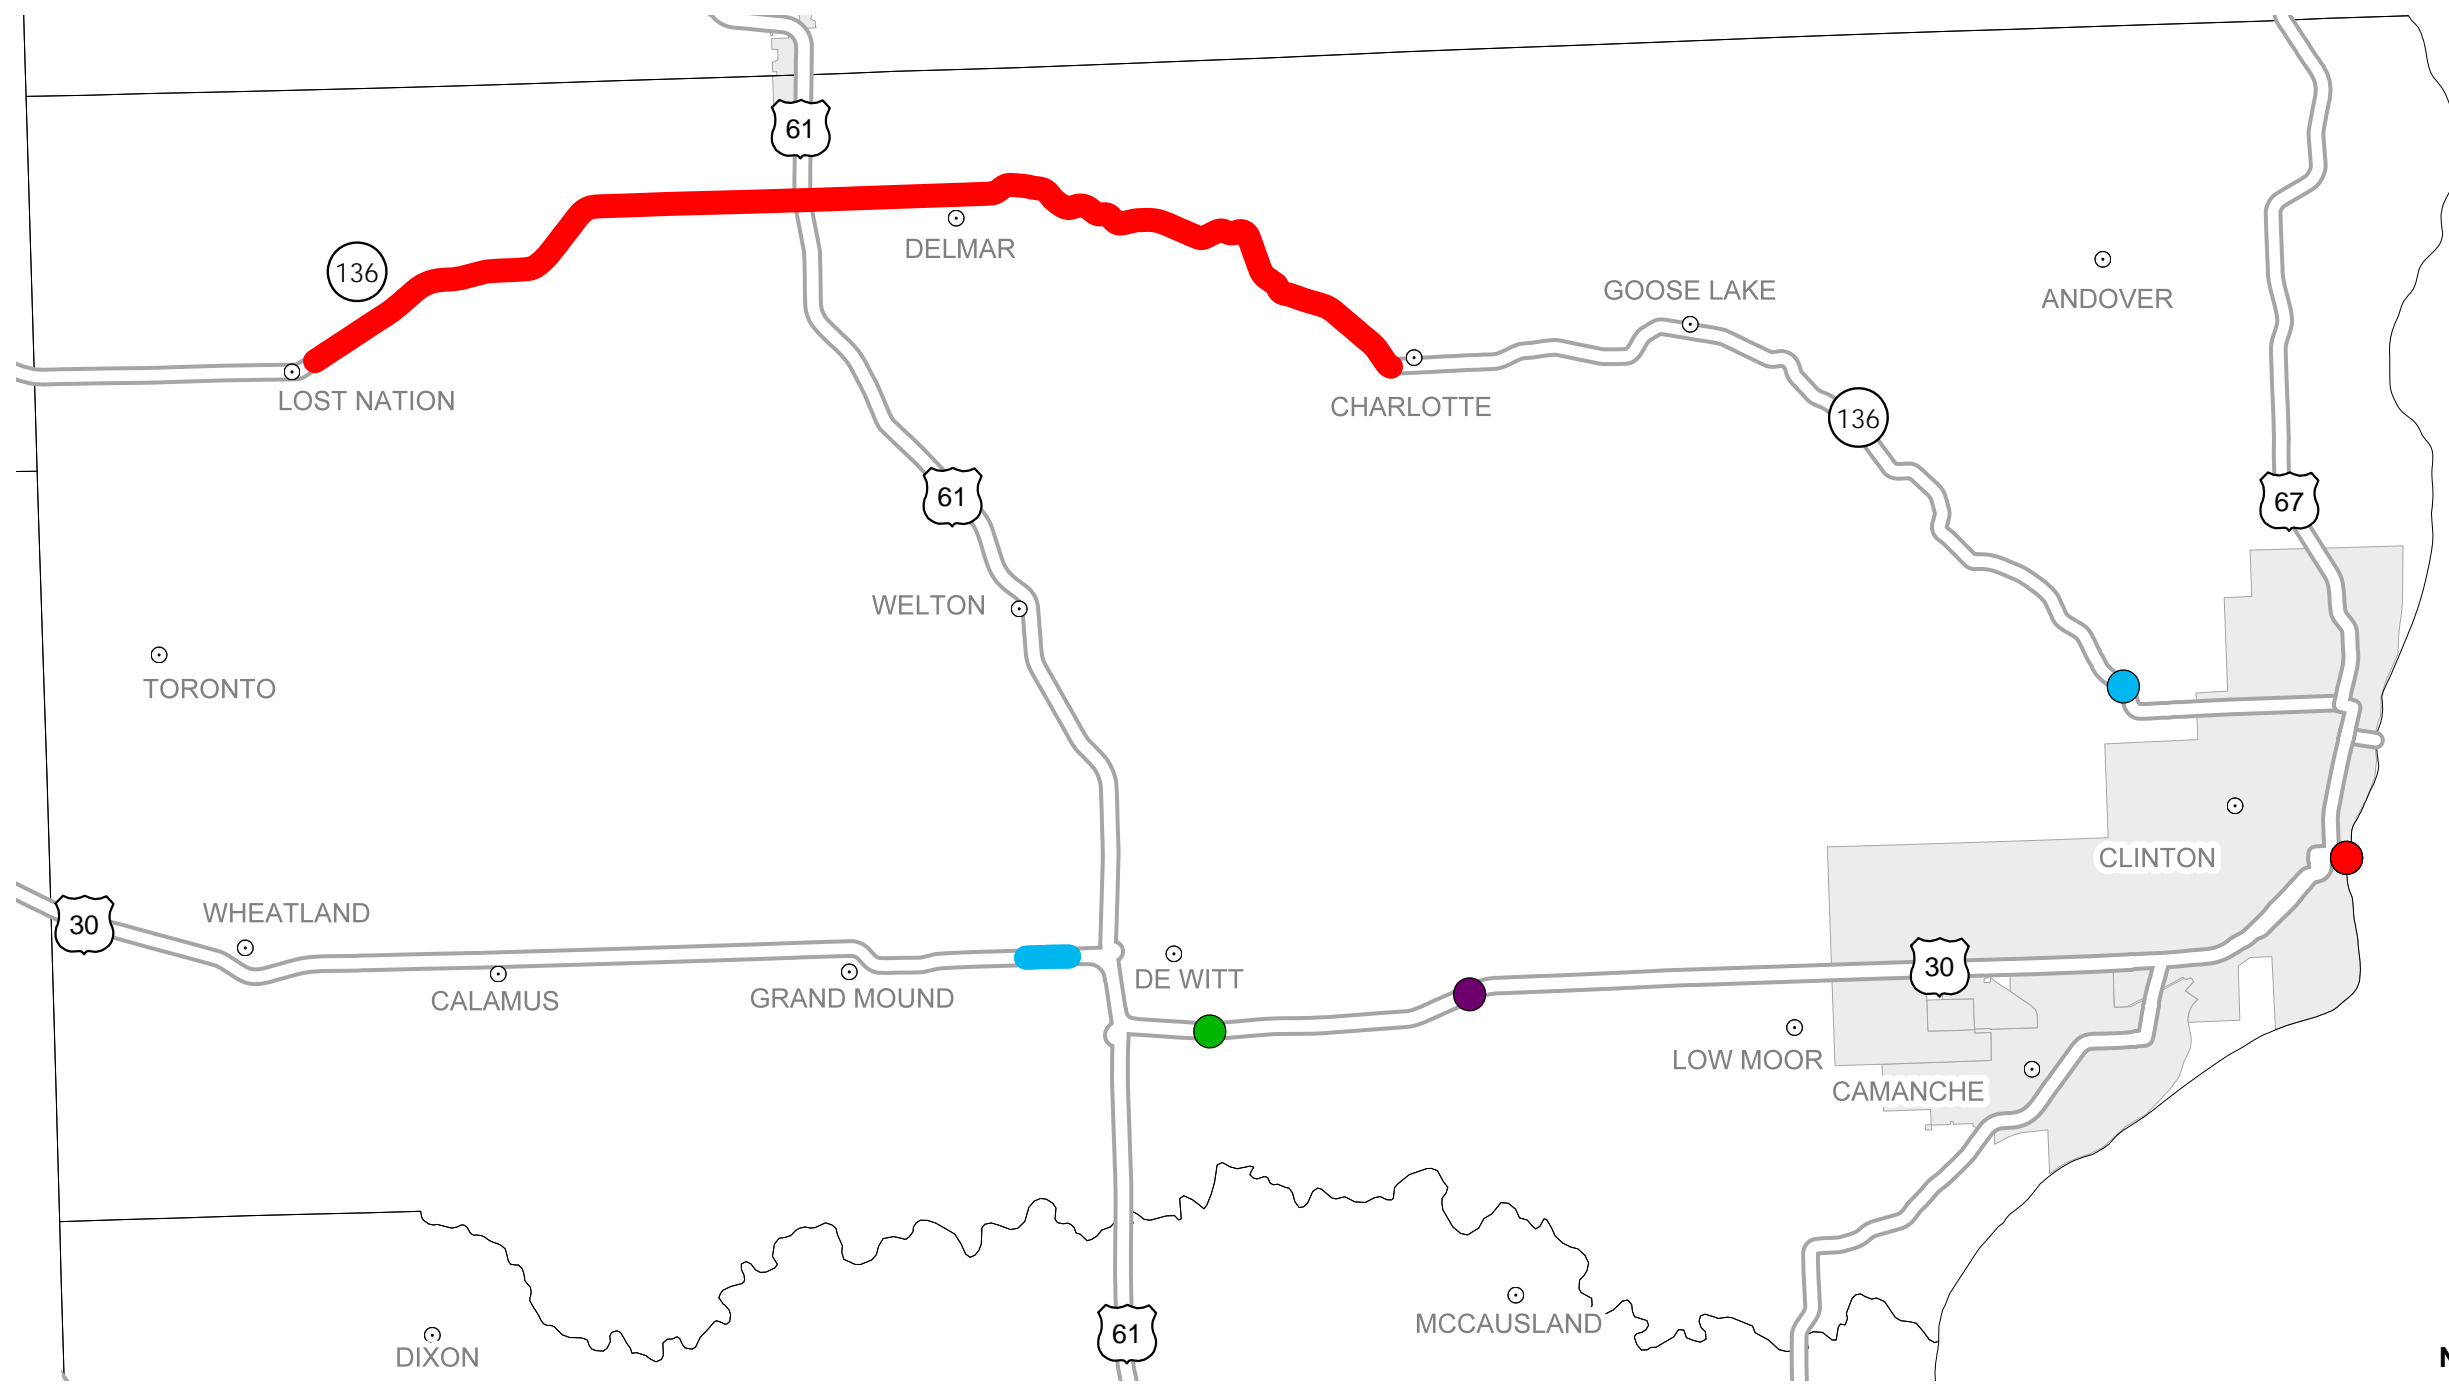 61
136
DELMAR
GOOSE LAKE
ANDOVER
LOST NATION
CHARLOTTE
136
61
67
WELTON
TORONTO
CLINTON
WHEATLAND
30
30
DE WITT
CALAMUS
GRAND MOUND
LOW MOOR
CAMANCHE
MCCAUSLAND
61
DIXON